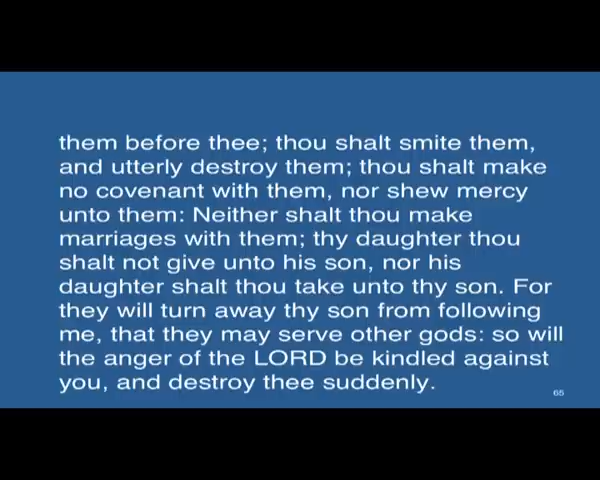 them before thee; thou shalt smite them,
and utterly destroy them; thou shalt make
no covenant with them, nor shew mercy
unto them: Neither shalt thou make
marriages with them; thy daughter thou
shalt not give unto his son, nor his
daughter shalt thou take unto thy son. For
they will turn away thy son from following
me, that they may serve other gods: so will
the anger of the LORD be kindled against
you, and destroy thee suddenly.
65